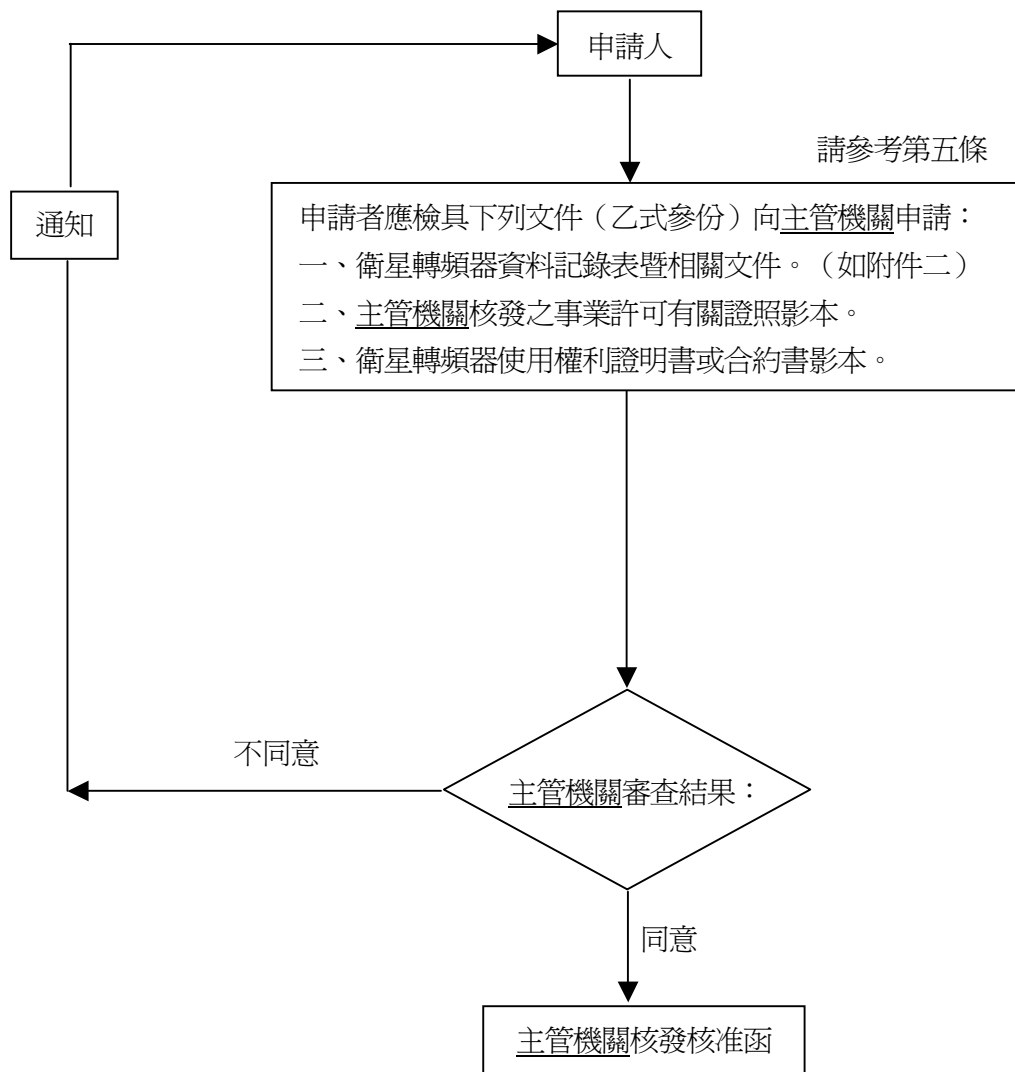 申請人
請參考第五條
通知
申請者應檢具下列文件（乙式參份）向主管機關申請：
一、衛星轉頻器資料記錄表暨相關文件。（如附件二）
二、主管機關核發之事業許可有關證照影本。
三、衛星轉頻器使用權利證明書或合約書影本。
不同意
主管機關審查結果：
同意
主管機關核發核准函